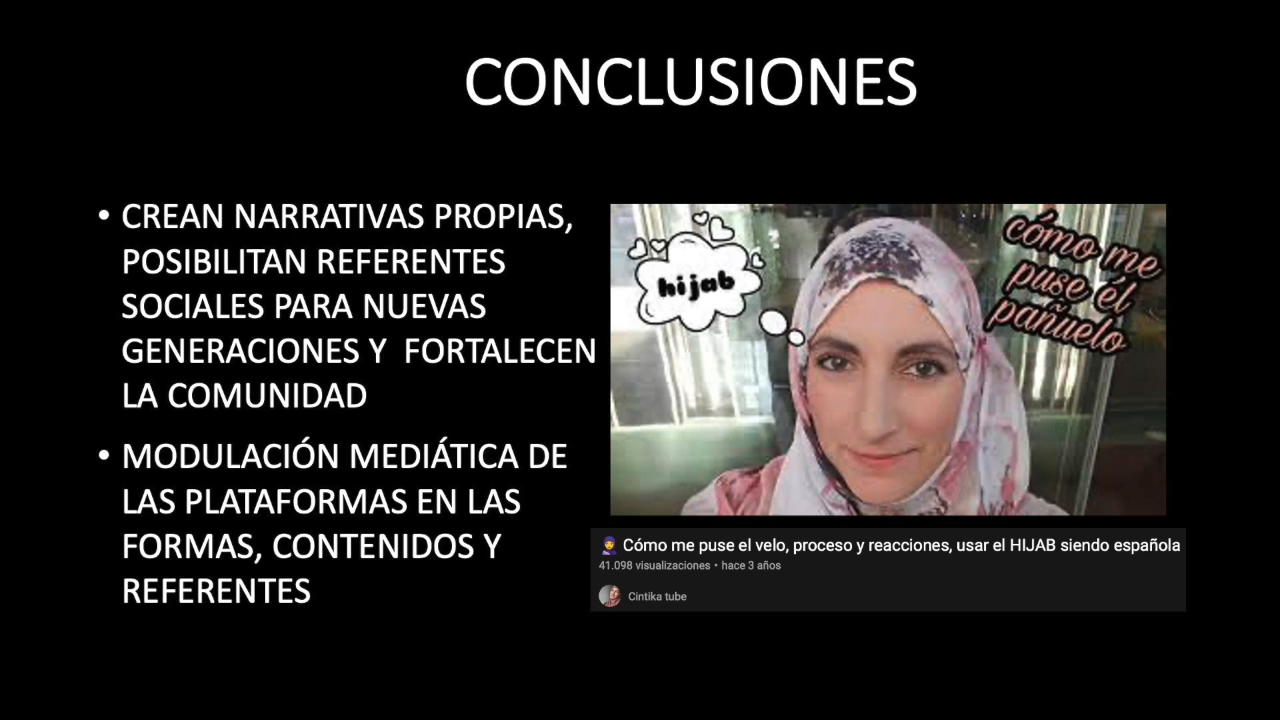 CONCLUSIONES
• CREAN NARRATIVAS PROPIAS,
POSIBILITAN REFERENTES
SOCIALES PARA NUEVAS
GENERACIONES Y  FORTALECEN
LA COMUNIDAD
• MODULACIÓN MEDIÁTICA DE
LAS PLATAFORMAS EN LAS
FORMAS, CONTENIDOS Y
REFERENTES
hijab
cómo me
puse él
pañuelo
🧕 Cómo me puse el velo, proceso y reacciones, usar el HIJAB siendo española
41.098 visualizaciones • hace 3 años
Cintika tube